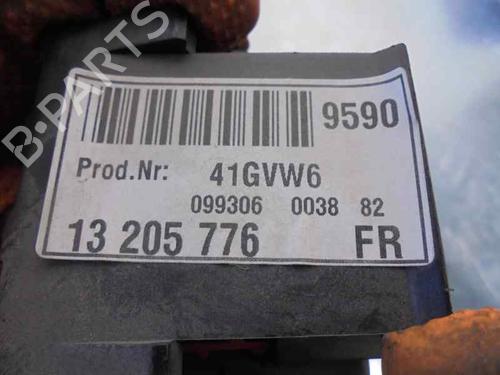 B-PARTS
9590
Prod.Nr: 41GVW6
099306 0038 82
13 205 776 FR